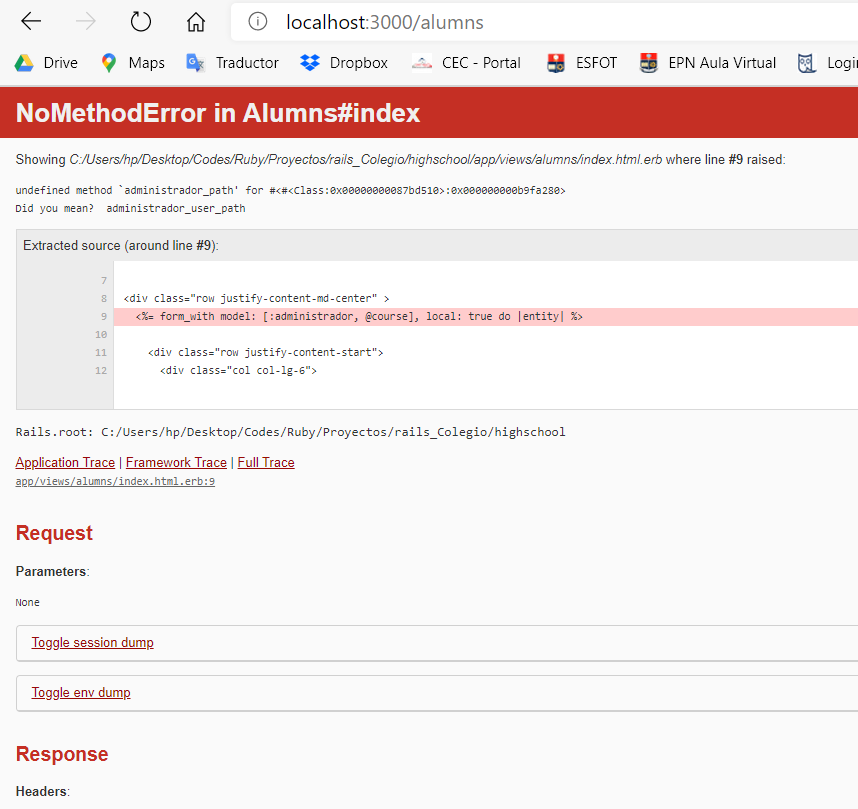 localhost:3000/alumns
Drive Maps Traductor Dropbox CEC - Portal ESFOT EPN Aula Virtual Login
NoMethodError in Alumns#index
Showing C:/Users/hp/Desktop/Codes/Ruby/Proyectos/rails_Colegio/highschool/app/views/alumns/index.html.erb where line #9 raised:
undefined method `administrador_path' for #<#<Class:0x00000000087bd510>:0x000000000b9fa280>
Did you mean?  administrador_user_path
Extracted source (around line #9):
7
8 <div class="row justify-content-md-center" >
9 <%= form_with model: [:administrador, @course], local: true do |entity| %>
10
11 <div class="row justify-content-start">
12 <div class="col col-lg-6">
Rails.root: C:/Users/hp/Desktop/Codes/Ruby/Proyectos/rails_Colegio/highschool
Application Trace | Framework Trace | Full Trace
app/views/alumns/index.html.erb:9
Request
Parameters:
None
Toggle session dump
Toggle env dump
Response
Headers: